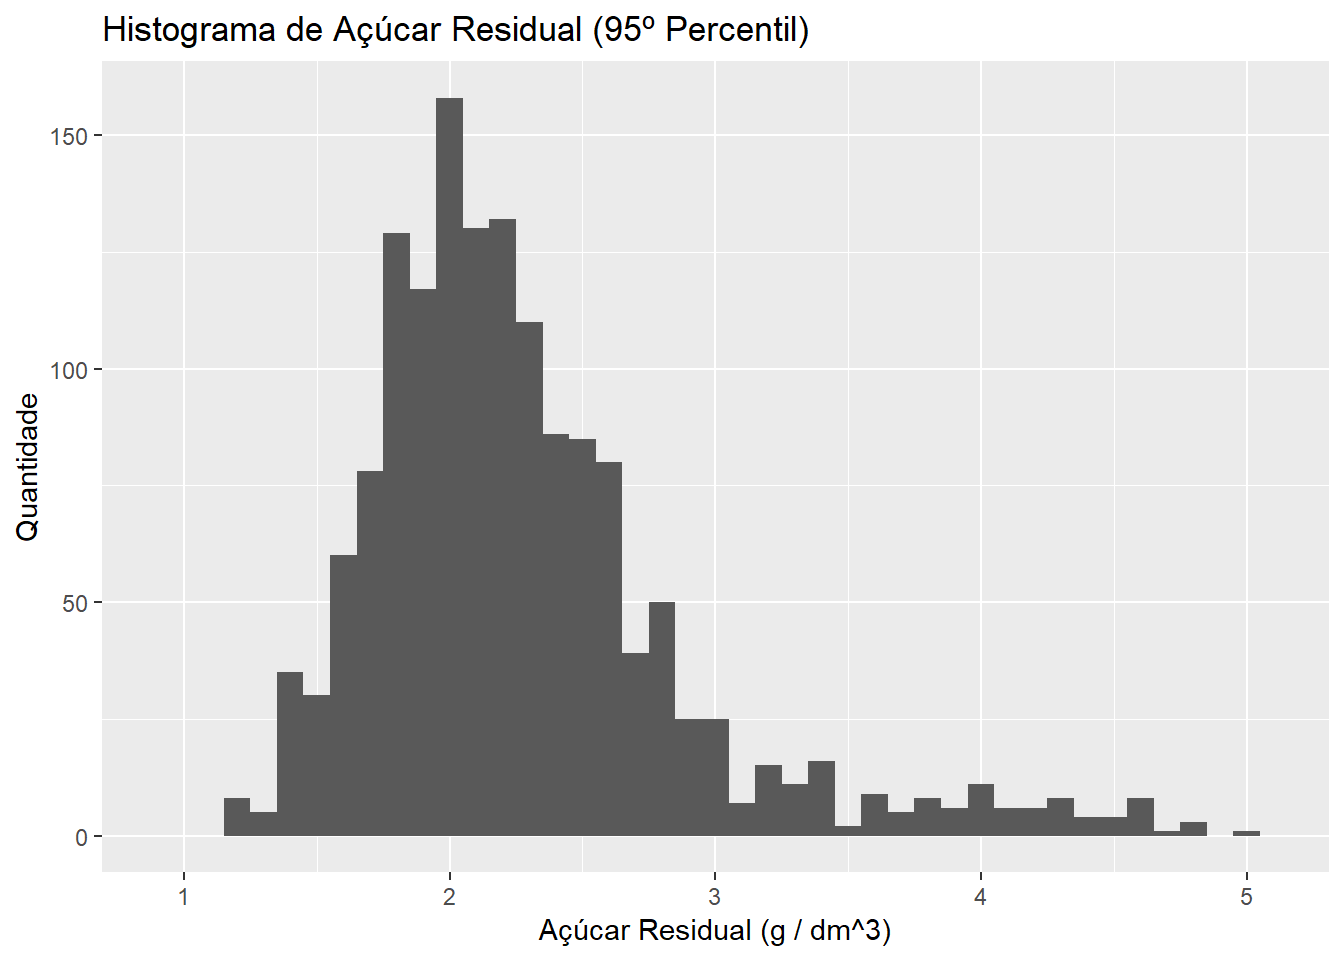 Histograma de Açúcar Residual (95º Percentil)
150
100
50
0
Quantidade
1 2 3 4 5
Açúcar Residual (g / dm^3)